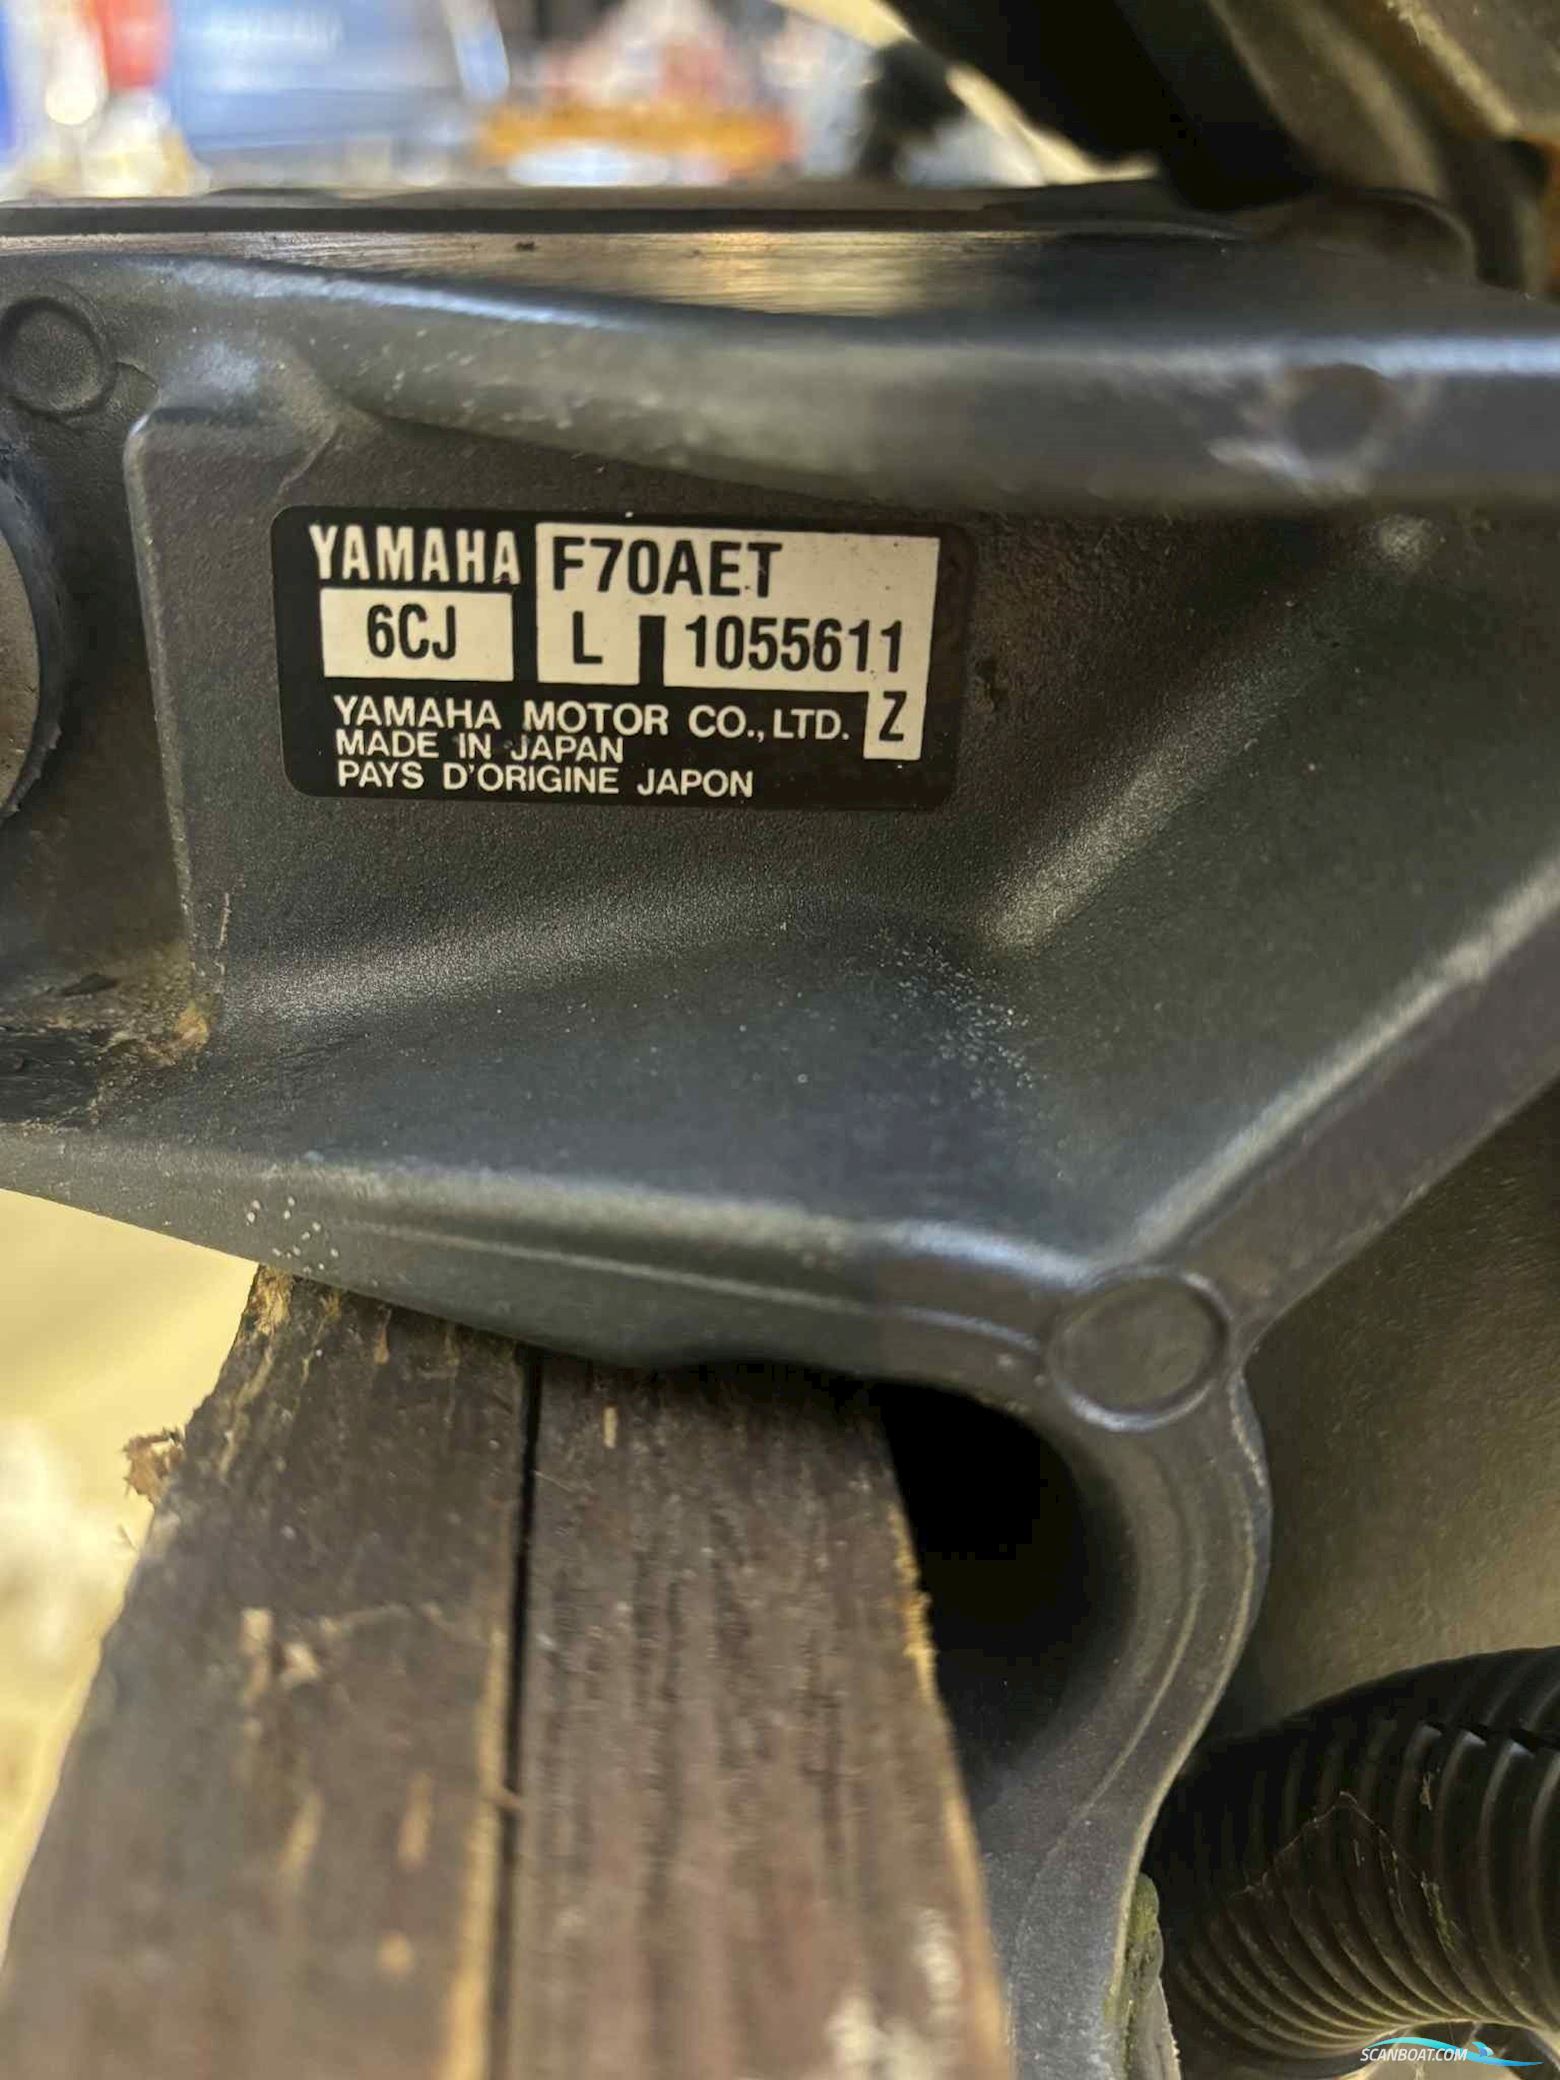 YAMAHA F70AET
6CJ L 1055611
Z
YAMAHA MOTOR CO., LTD.
MADE IN JAPAN
PAYS D'ORIGINE JAPON
SCANBOAT.COM